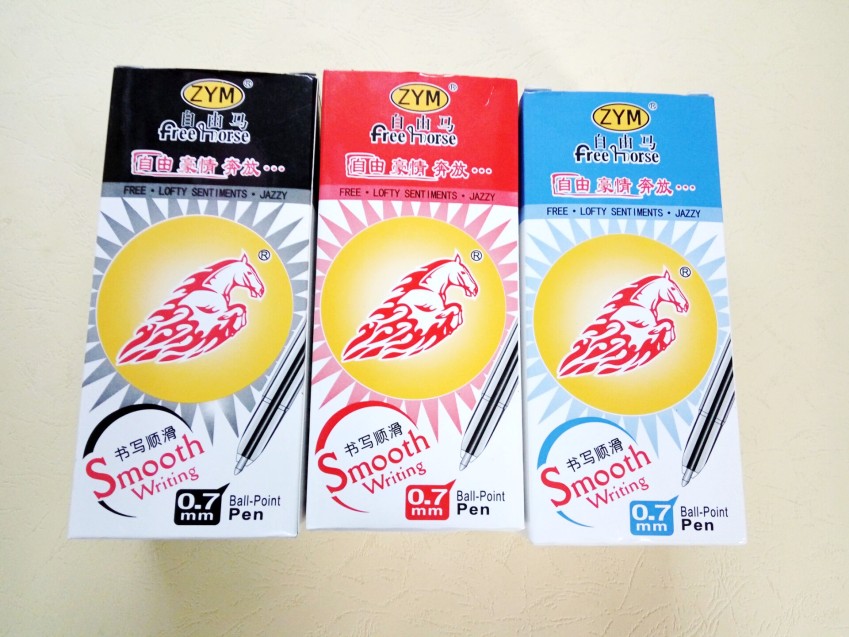 ZYM®
自由马
free horse
自由 豪情 奔放···
FREE · LOFTY SENTIMENTS · JAZZY
®
书写顺滑
Smooth
Writing
0.7
mm
Ball-Point
Pen
ZYM®
自由马
free horse
自由 豪情 奔放···
FREE · LOFTY SENTIMENTS · JAZZY
®
书写顺滑
Smooth
Writing
0.7
mm
Ball-Point
Pen
ZYM®
自由马
free horse
自由 豪情 奔放···
FREE · LOFTY SENTIMENTS · JAZZY
®
书写顺滑
Smooth
Writing
0.7
mm
Ball-Point
Pen